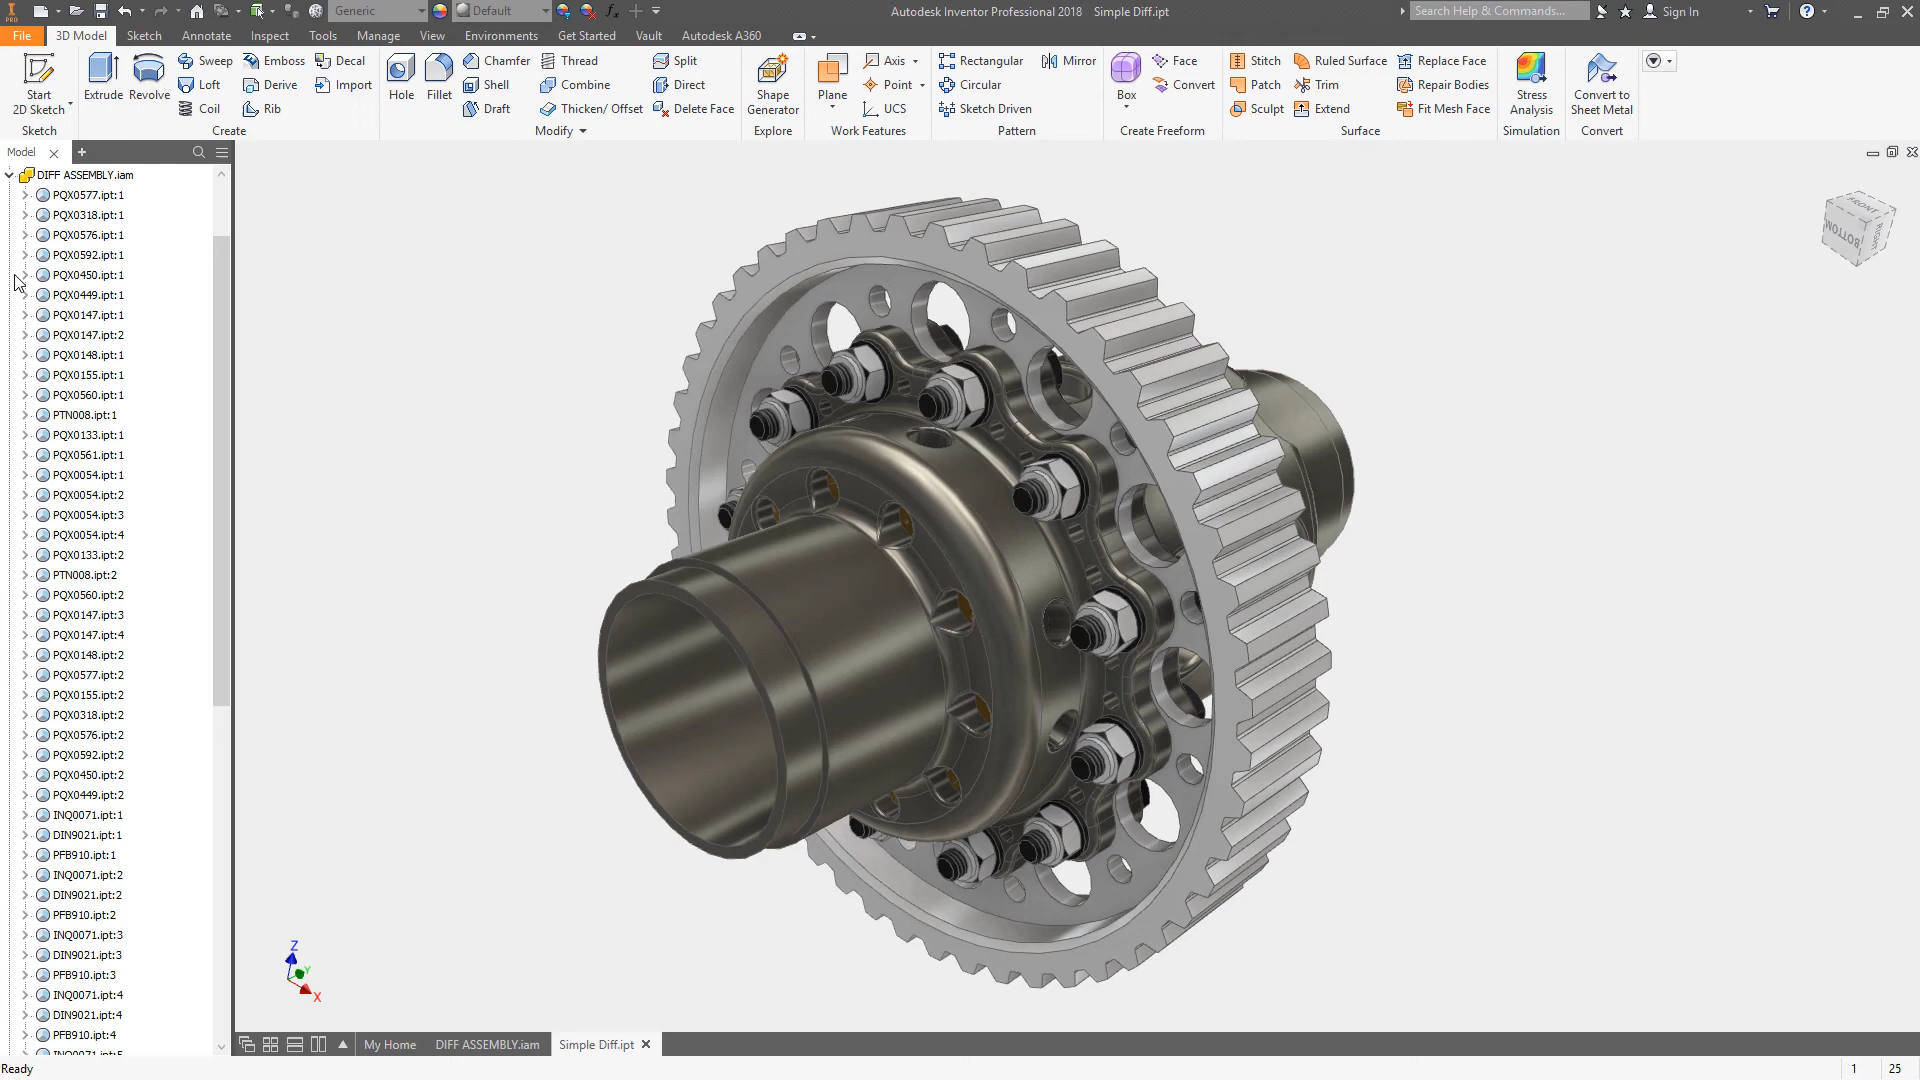 PRO
Generic
Default
fx
Autodesk Inventor Professional 2018 Simple Diff.ipt
Search Help & Commands...
Sign In
File
3D Model
Sketch
Annotate
Inspect
Tools
Manage
View
Environments
Get Started
Vault
Autodesk A360
Start
2D Sketch
Sketch
Extrude
Revolve
Sweep
Loft
Coil
Emboss
Derive
Rib
Decal
Import
Create
Hole
Fillet
Chamfer
Shell
Draft
Thread
Combine
Thicken/ Offset
Split
Direct
Delete Face
Modify
Shape
Generator
Explore
Plane
Axis
Point
UCS
Work Features
Rectangular
Circular
Sketch Driven
Mirror
Pattern
Box
Face
Convert
Create Freeform
Stitch
Patch
Sculpt
Ruled Surface
Trim
Extend
Replace Face
Repair Bodies
Fit Mesh Face
Surface
Stress
Analysis
Simulation
Convert to
Sheet Metal
Convert
Model
DIFF ASSEMBLY.iam
PQX0577.ipt:1
PQX0318.ipt:1
PQX0576.ipt:1
PQX0592.ipt:1
PQX0450.ipt:1
PQX0449.ipt:1
PQX0147.ipt:1
PQX0147.ipt:2
PQX0148.ipt:1
PQX0155.ipt:1
PQX0560.ipt:1
PTN008.ipt:1
PQX0133.ipt:1
PQX0561.ipt:1
PQX0054.ipt:1
PQX0054.ipt:2
PQX0054.ipt:3
PQX0054.ipt:4
PQX0133.ipt:2
PTN008.ipt:2
PQX0560.ipt:2
PQX0147.ipt:3
PQX0147.ipt:4
PQX0148.ipt:2
PQX0577.ipt:2
PQX0155.ipt:2
PQX0318.ipt:2
PQX0576.ipt:2
PQX0592.ipt:2
PQX0450.ipt:2
PQX0449.ipt:2
INQ0071.ipt:1
DIN9021.ipt:1
PFB910.ipt:1
INQ0071.ipt:2
DIN9021.ipt:2
PFB910.ipt:2
INQ0071.ipt:3
DIN9021.ipt:3
PFB910.ipt:3
INQ0071.ipt:4
DIN9021.ipt:4
PFB910.ipt:4
INQ0071.ipt:5
FRONT
BOTTOM
RIGHT
Z
Y
X
My Home
DIFF ASSEMBLY.iam
Simple Diff.ipt
Ready
1
25